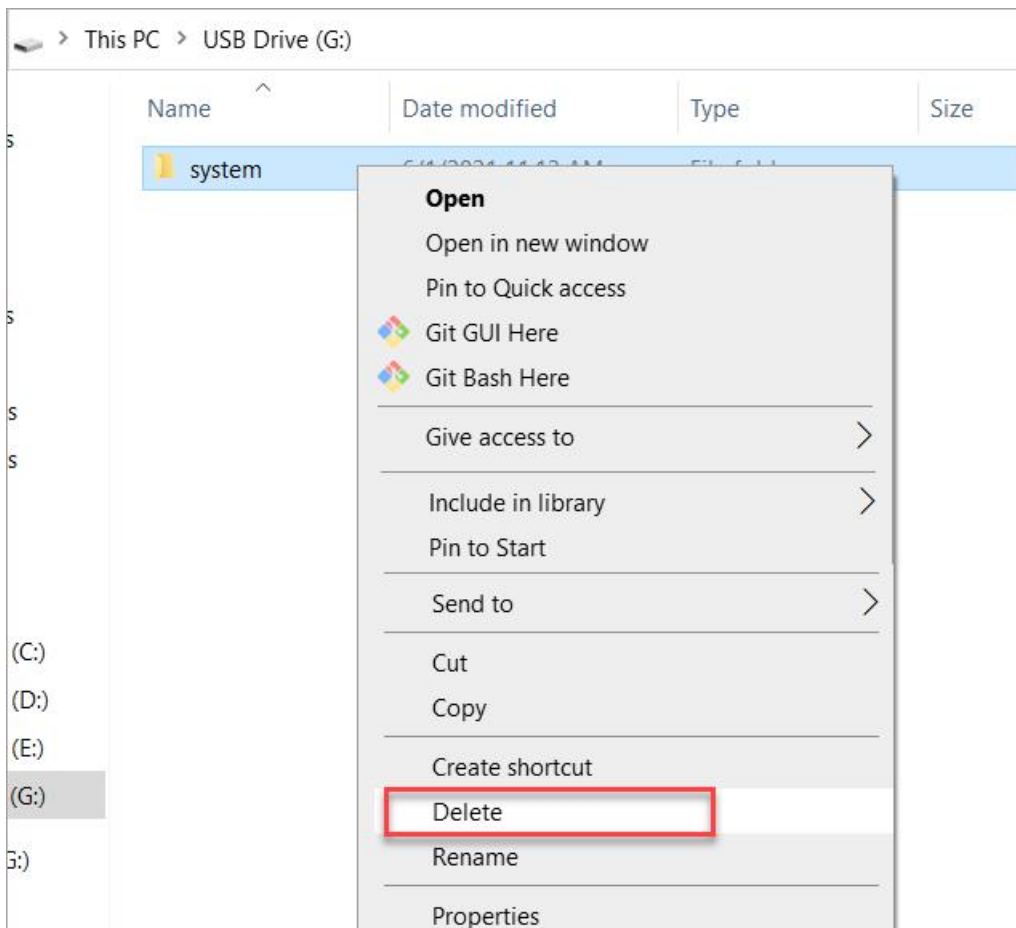 This PC > USB Drive (G:)
Name Date modified Type Size
s
system
Open
Open in new window
Pin to Quick access
s
Git GUI Here
Git Bash Here
s
Give access to
s
Include in library
Pin to Start
Send to
(C:)
Cut
(D:)
Copy
(E:)
Create shortcut
(G:)
Delete
Rename
G:)
Properties